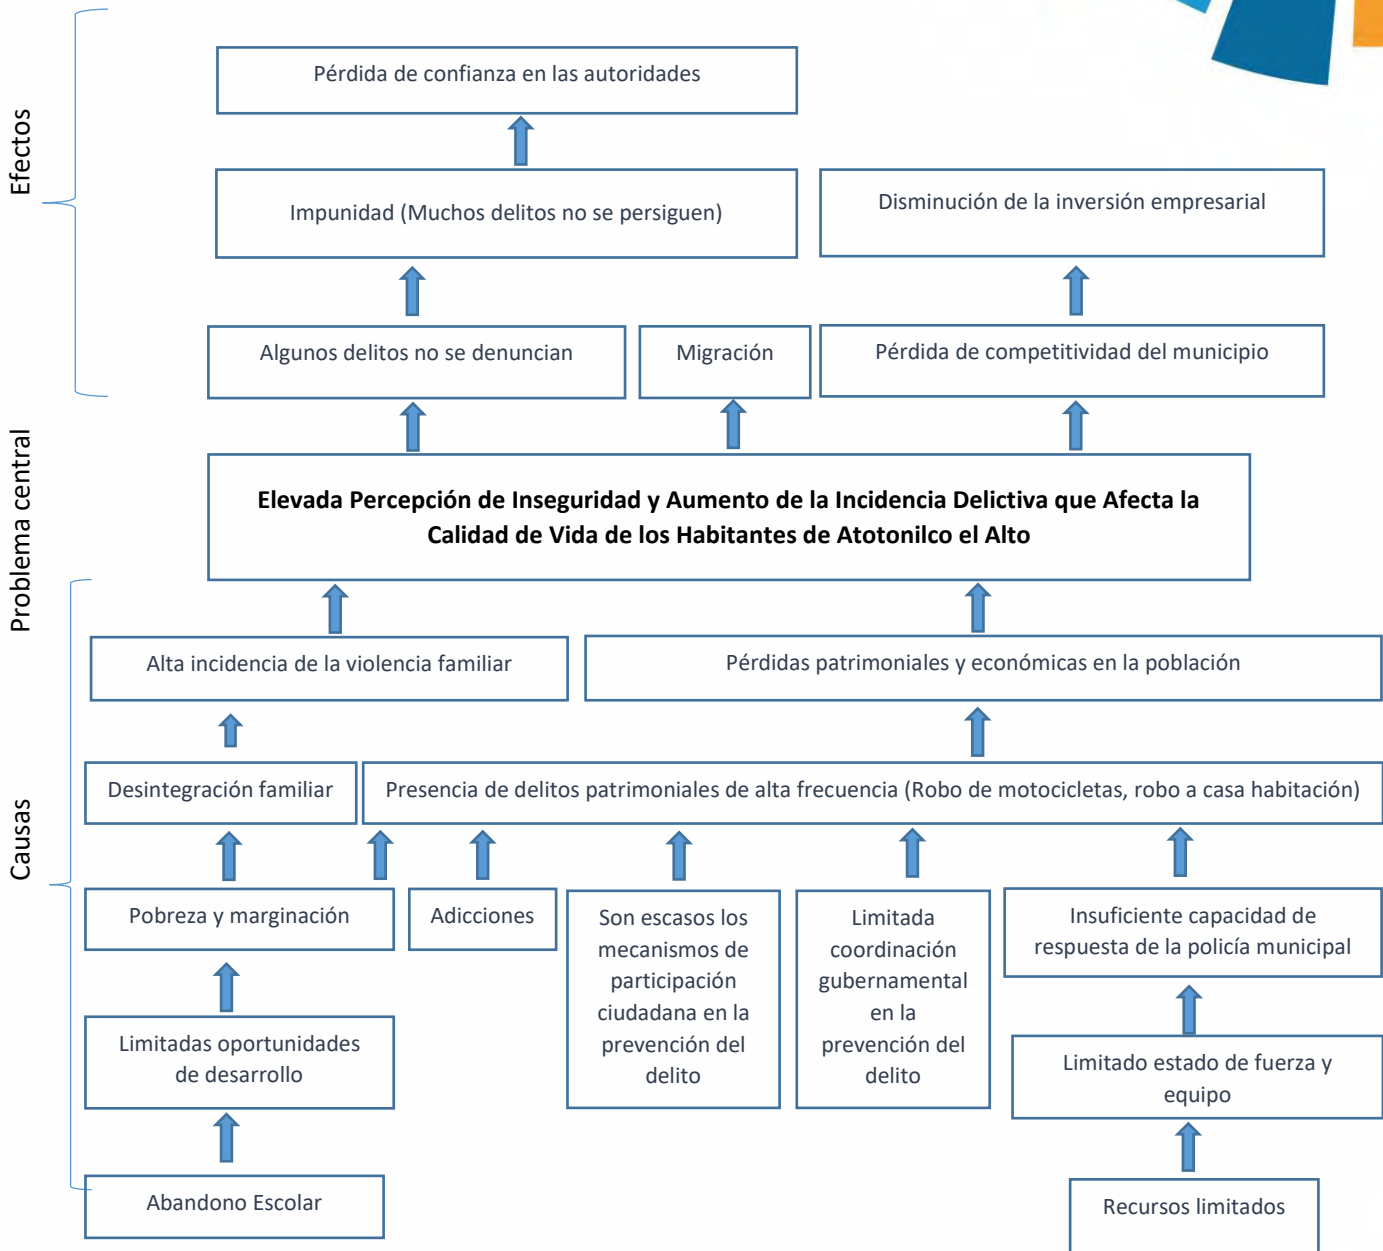 Efectos
Pérdida de confianza en las autoridades
Impunidad (Muchos delitos no se persiguen)
Disminución de la inversión empresarial
Algunos delitos no se denuncian
Migración
Pérdida de competitividad del municipio
Problema central
Elevada Percepción de Inseguridad y Aumento de la Incidencia Delictiva que Afecta la
Calidad de Vida de los Habitantes de Atotonilco el Alto
Causas
Alta incidencia de la violencia familiar
Pérdidas patrimoniales y económicas en la población
Desintegración familiar
Presencia de delitos patrimoniales de alta frecuencia (Robo de motocicletas, robo a casa habitación)
Pobreza y marginación
Adicciones
Son escasos los
mecanismos de
participación
ciudadana en la
prevención del
delito
Limitada
coordinación
gubernamental
en la
prevención del
delito
Insuficiente capacidad de
respuesta de la policía municipal
Limitadas oportunidades
de desarrollo
Limitado estado de fuerza y
equipo
Abandono Escolar
Recursos limitados